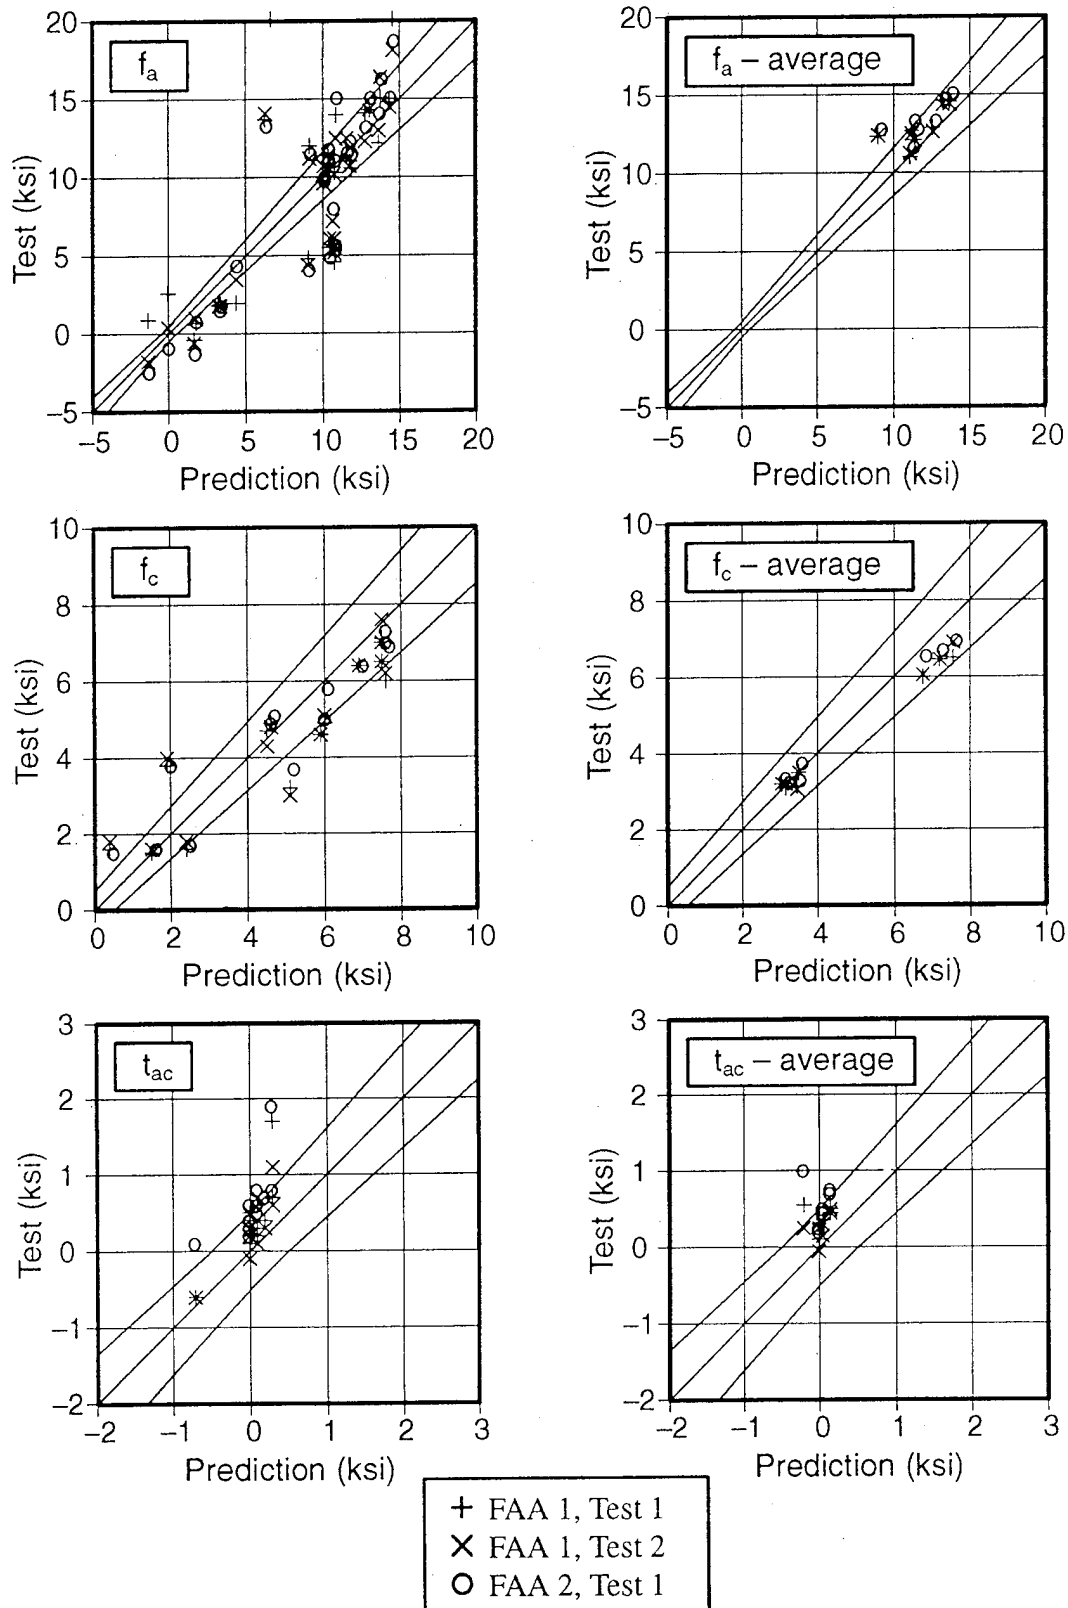 20
15
10
5
0
−5
Test (ksi)
fa
−5 0 5 10 15 20
Prediction (ksi)
20
15
10
5
0
−5
Test (ksi)
fa – average
−5 0 5 10 15 20
Prediction (ksi)
10
8
6
4
2
0
Test (ksi)
fc
0 2 4 6 8 10
Prediction (ksi)
10
8
6
4
2
0
Test (ksi)
fc – average
0 2 4 6 8 10
Prediction (ksi)
3
2
1
0
−1
−2
Test (ksi)
tac
−2 −1 0 1 2 3
Prediction (ksi)
3
2
1
0
−1
−2
Test (ksi)
tac – average
−2 −1 0 1 2 3
Prediction (ksi)
+ FAA 1, Test 1
× FAA 1, Test 2
O FAA 2, Test 1